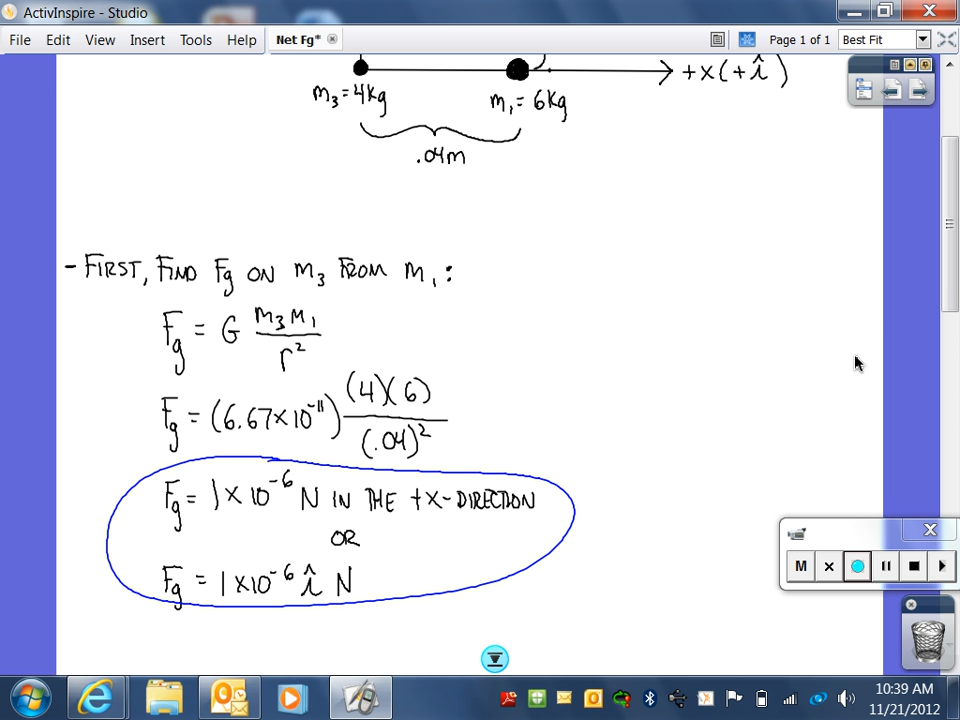 ActivInspire - Studio
File Edit View Insert Tools Help Net Fg* Page 1 of 1 Best Fit
+x(+î)
m₃=4kg m₁=6kg
.04m
- FIRST, FIND Fg ON m₃ FROM m₁:
Fg = G m₃m₁/r²
Fg = (6.67×10⁻¹¹) (4)(6)/(.04)²
Fg = 1×10⁻⁶ N IN THE +x-DIRECTION
OR
Fg = 1×10⁻⁶ î N
M
10:39 AM
11/21/2012